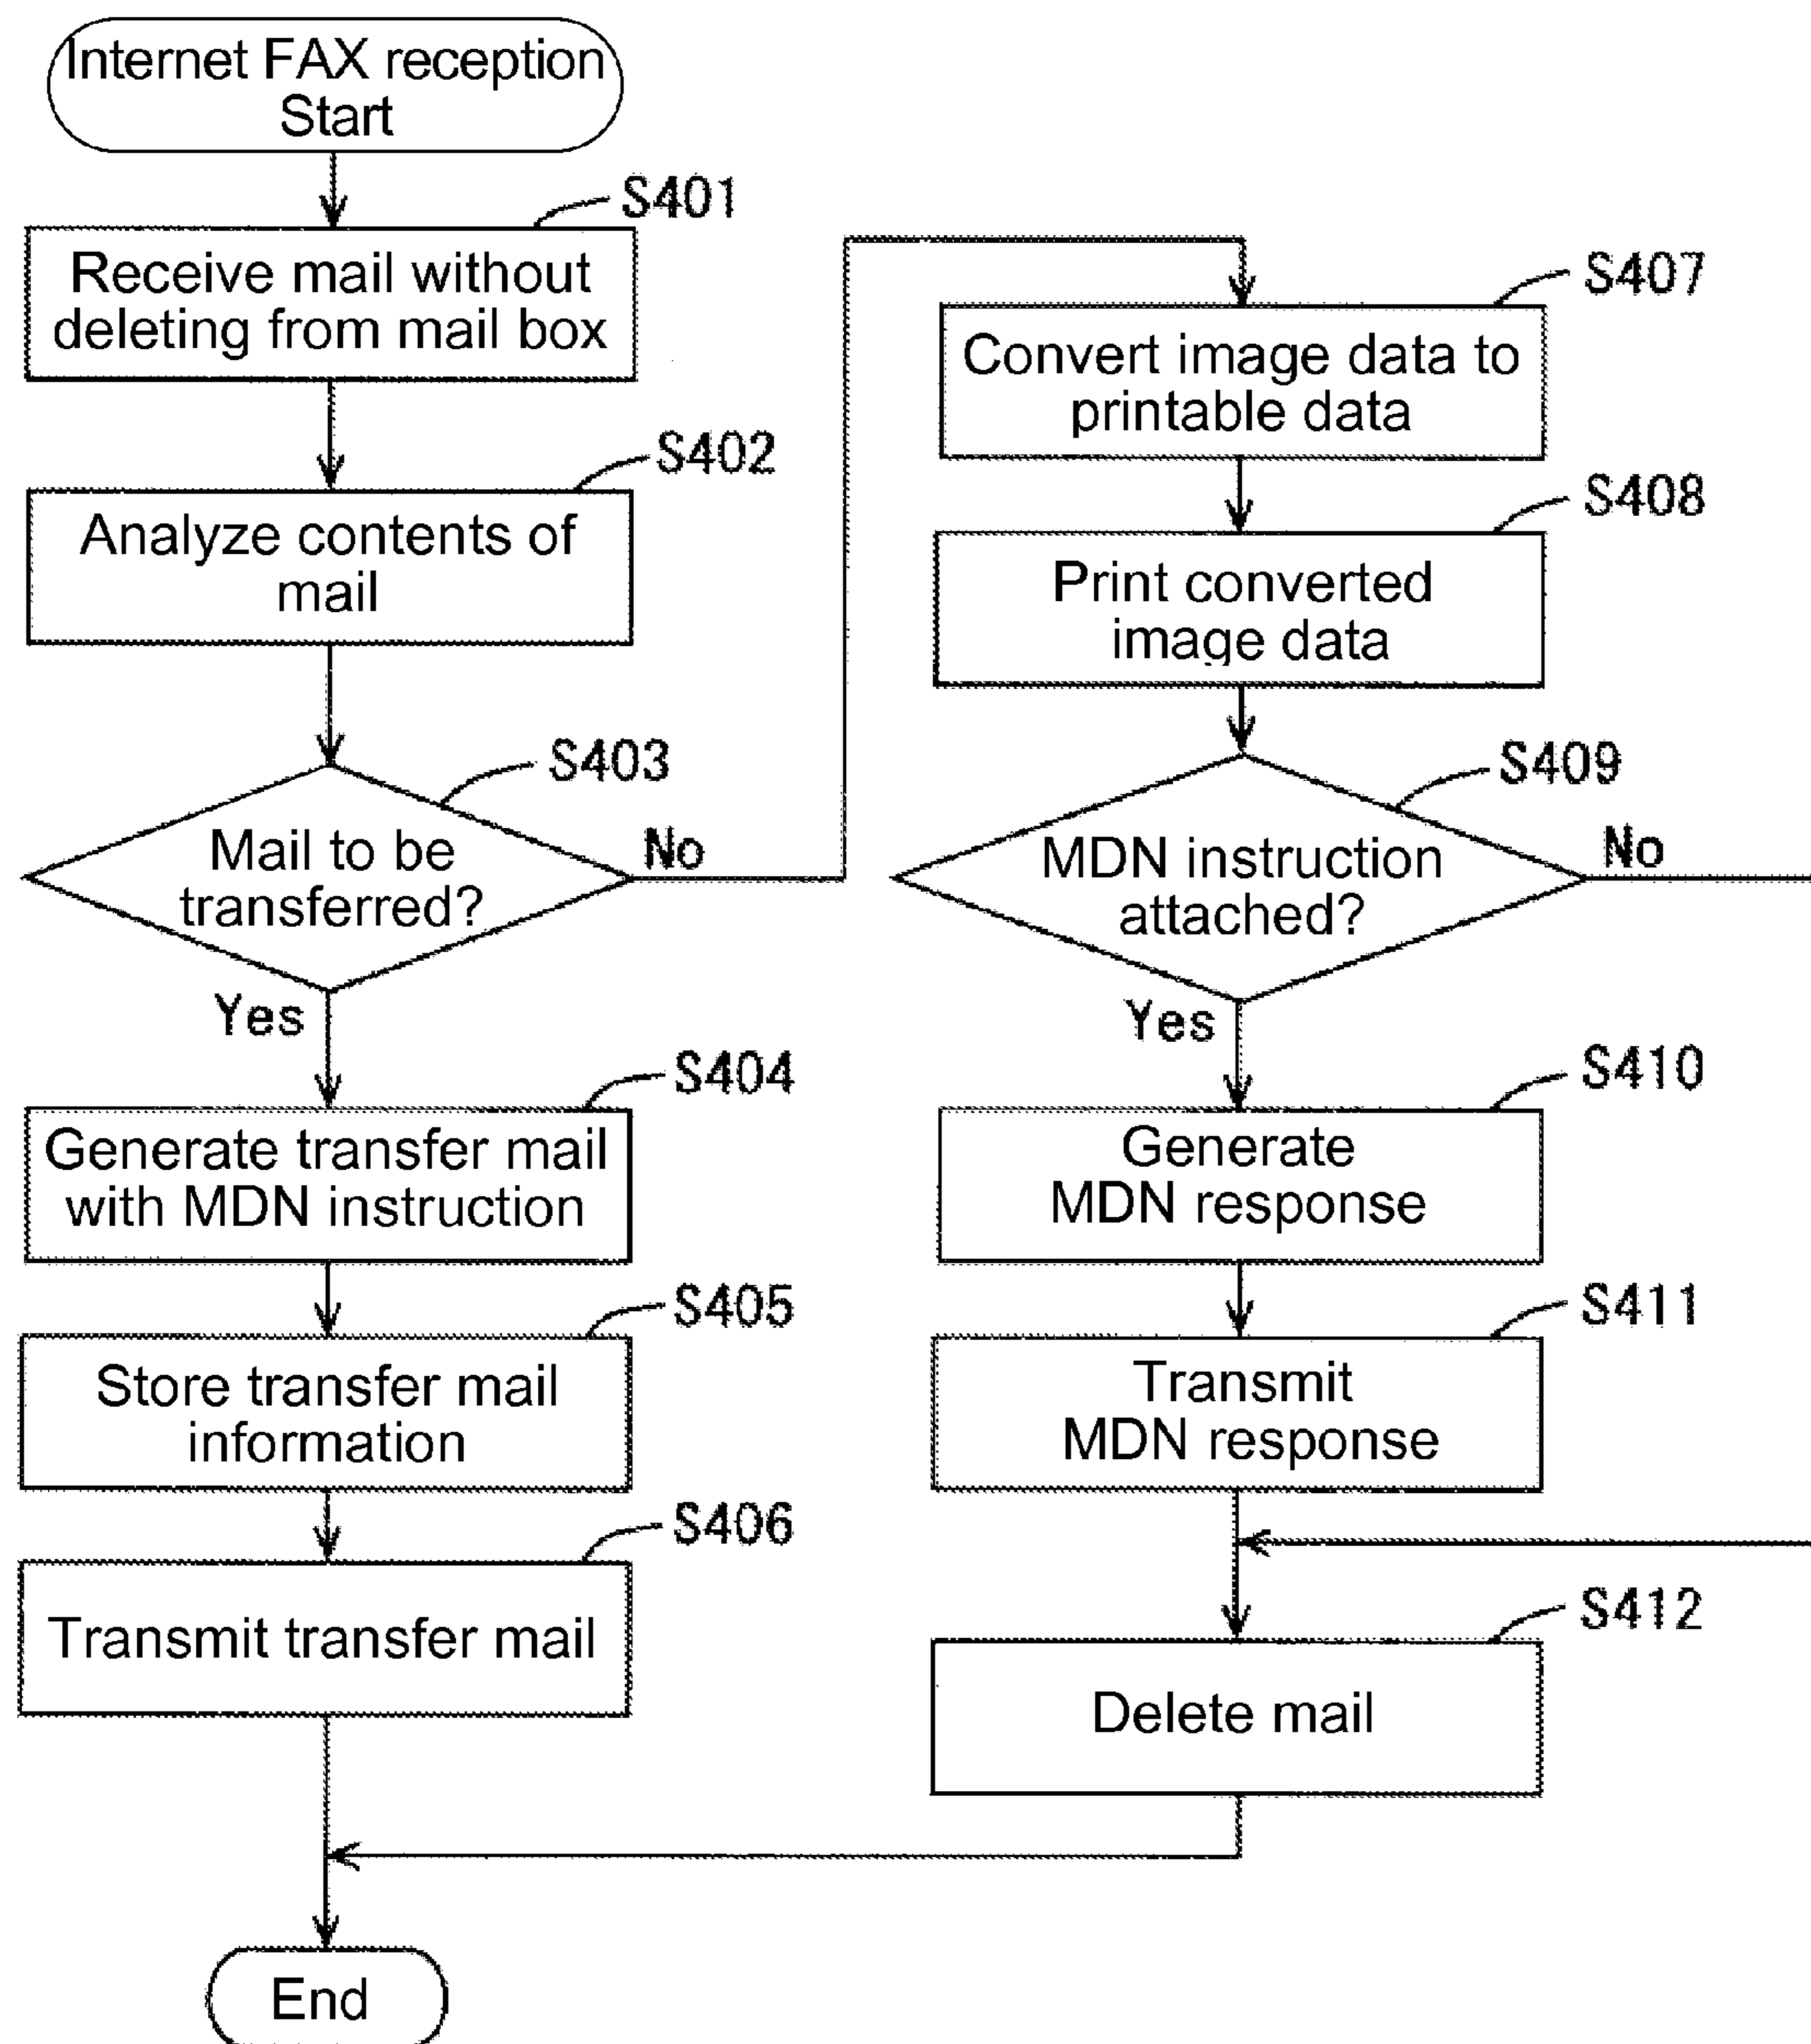 Internet FAX reception
Start
S401
Receive mail without
deleting from mail box
S402
Analyze contents of
mail
S403
Mail to be
transferred?
No
Yes
S404
Generate transfer mail
with MDN instruction
S405
Store transfer mail
information
S406
Transmit transfer mail
End
S407
Convert image data to
printable data
S408
Print converted
image data
S409
MDN instruction
attached?
No
Yes
S410
Generate
MDN response
S411
Transmit
MDN response
S412
Delete mail